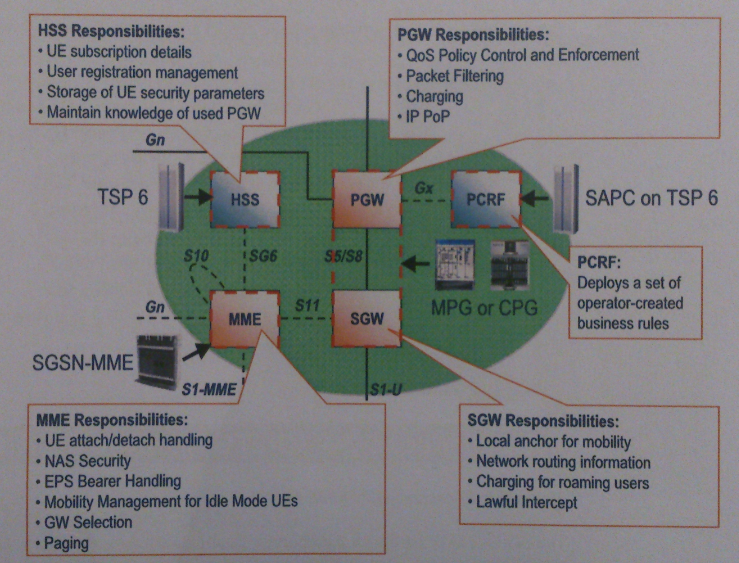 HSS Responsibilities:
• UE subscription details
• User registration management
• Storage of UE security parameters
• Maintain knowledge of used PGW
PGW Responsibilities:
• QoS Policy Control and Enforcement
• Packet Filtering
• Charging
• IP PoP
Gn
TSP 6
HSS
PGW
Gx
PCRF
SAPC on TSP 6
S10
SG6
S5/S8
PCRF:
Deploys a set of
operator-created
business rules
MPG or CPG
Gn
MME
S11
SGW
SGSN-MME
S1-MME
S1-U
MME Responsibilities:
• UE attach/detach handling
• NAS Security
• EPS Bearer Handling
• Mobility Management for Idle Mode UEs
• GW Selection
• Paging
SGW Responsibilities:
• Local anchor for mobility
• Network routing information
• Charging for roaming users
• Lawful Intercept